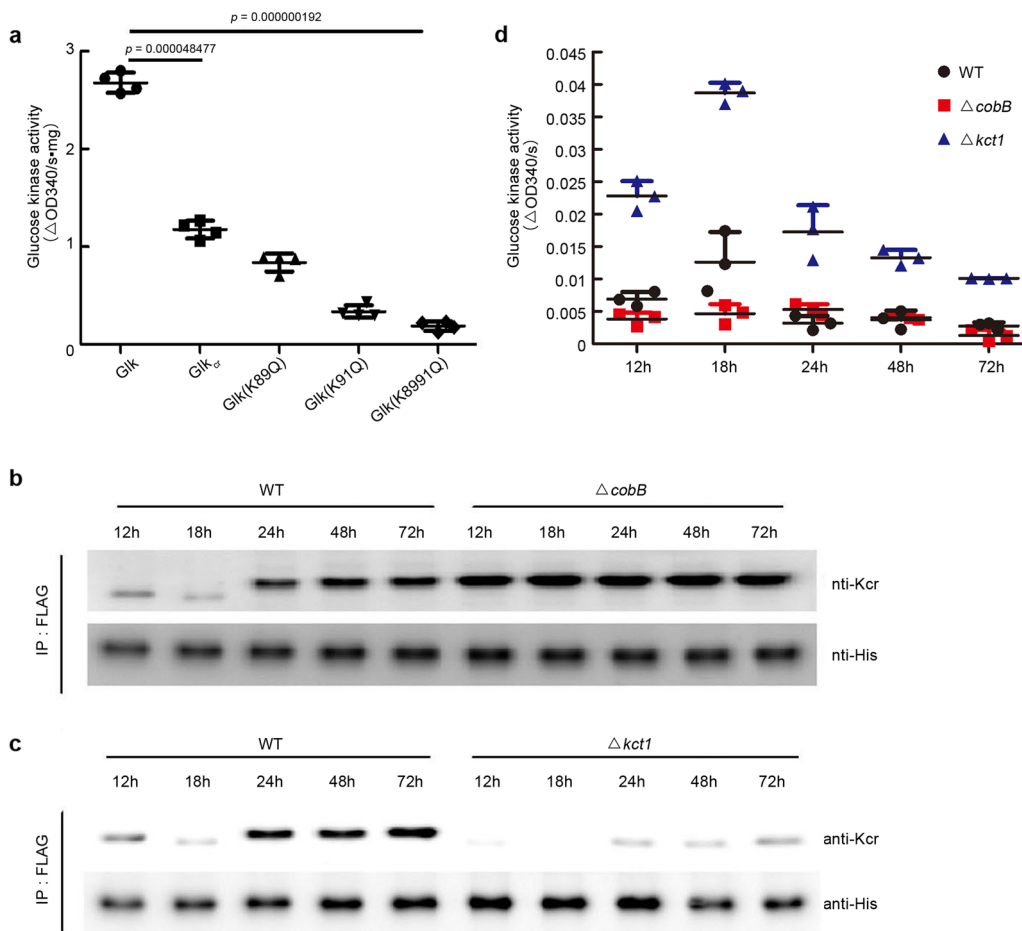 a
p = 0.000000192
p = 0.000048477
Glucose kinase activity
(△OD340/s•mg)
3
2
1
0
Glk
Glkcr
Glk(K89Q)
Glk(K91Q)
Glk(K8991Q)
d
Glucose kinase activity
(△OD340/s)
0.045
0.040
0.035
0.030
0.025
0.020
0.015
0.010
0.005
0
12h 18h 24h 48h 72h
WT
△cobB
△kct1
b
WT △cobB
12h 18h 24h 48h 72h 12h 18h 24h 48h 72h
IP : FLAG
nti-Kcr
nti-His
c
WT △kct1
12h 18h 24h 48h 72h 12h 18h 24h 48h 72h
IP : FLAG
anti-Kcr
anti-His